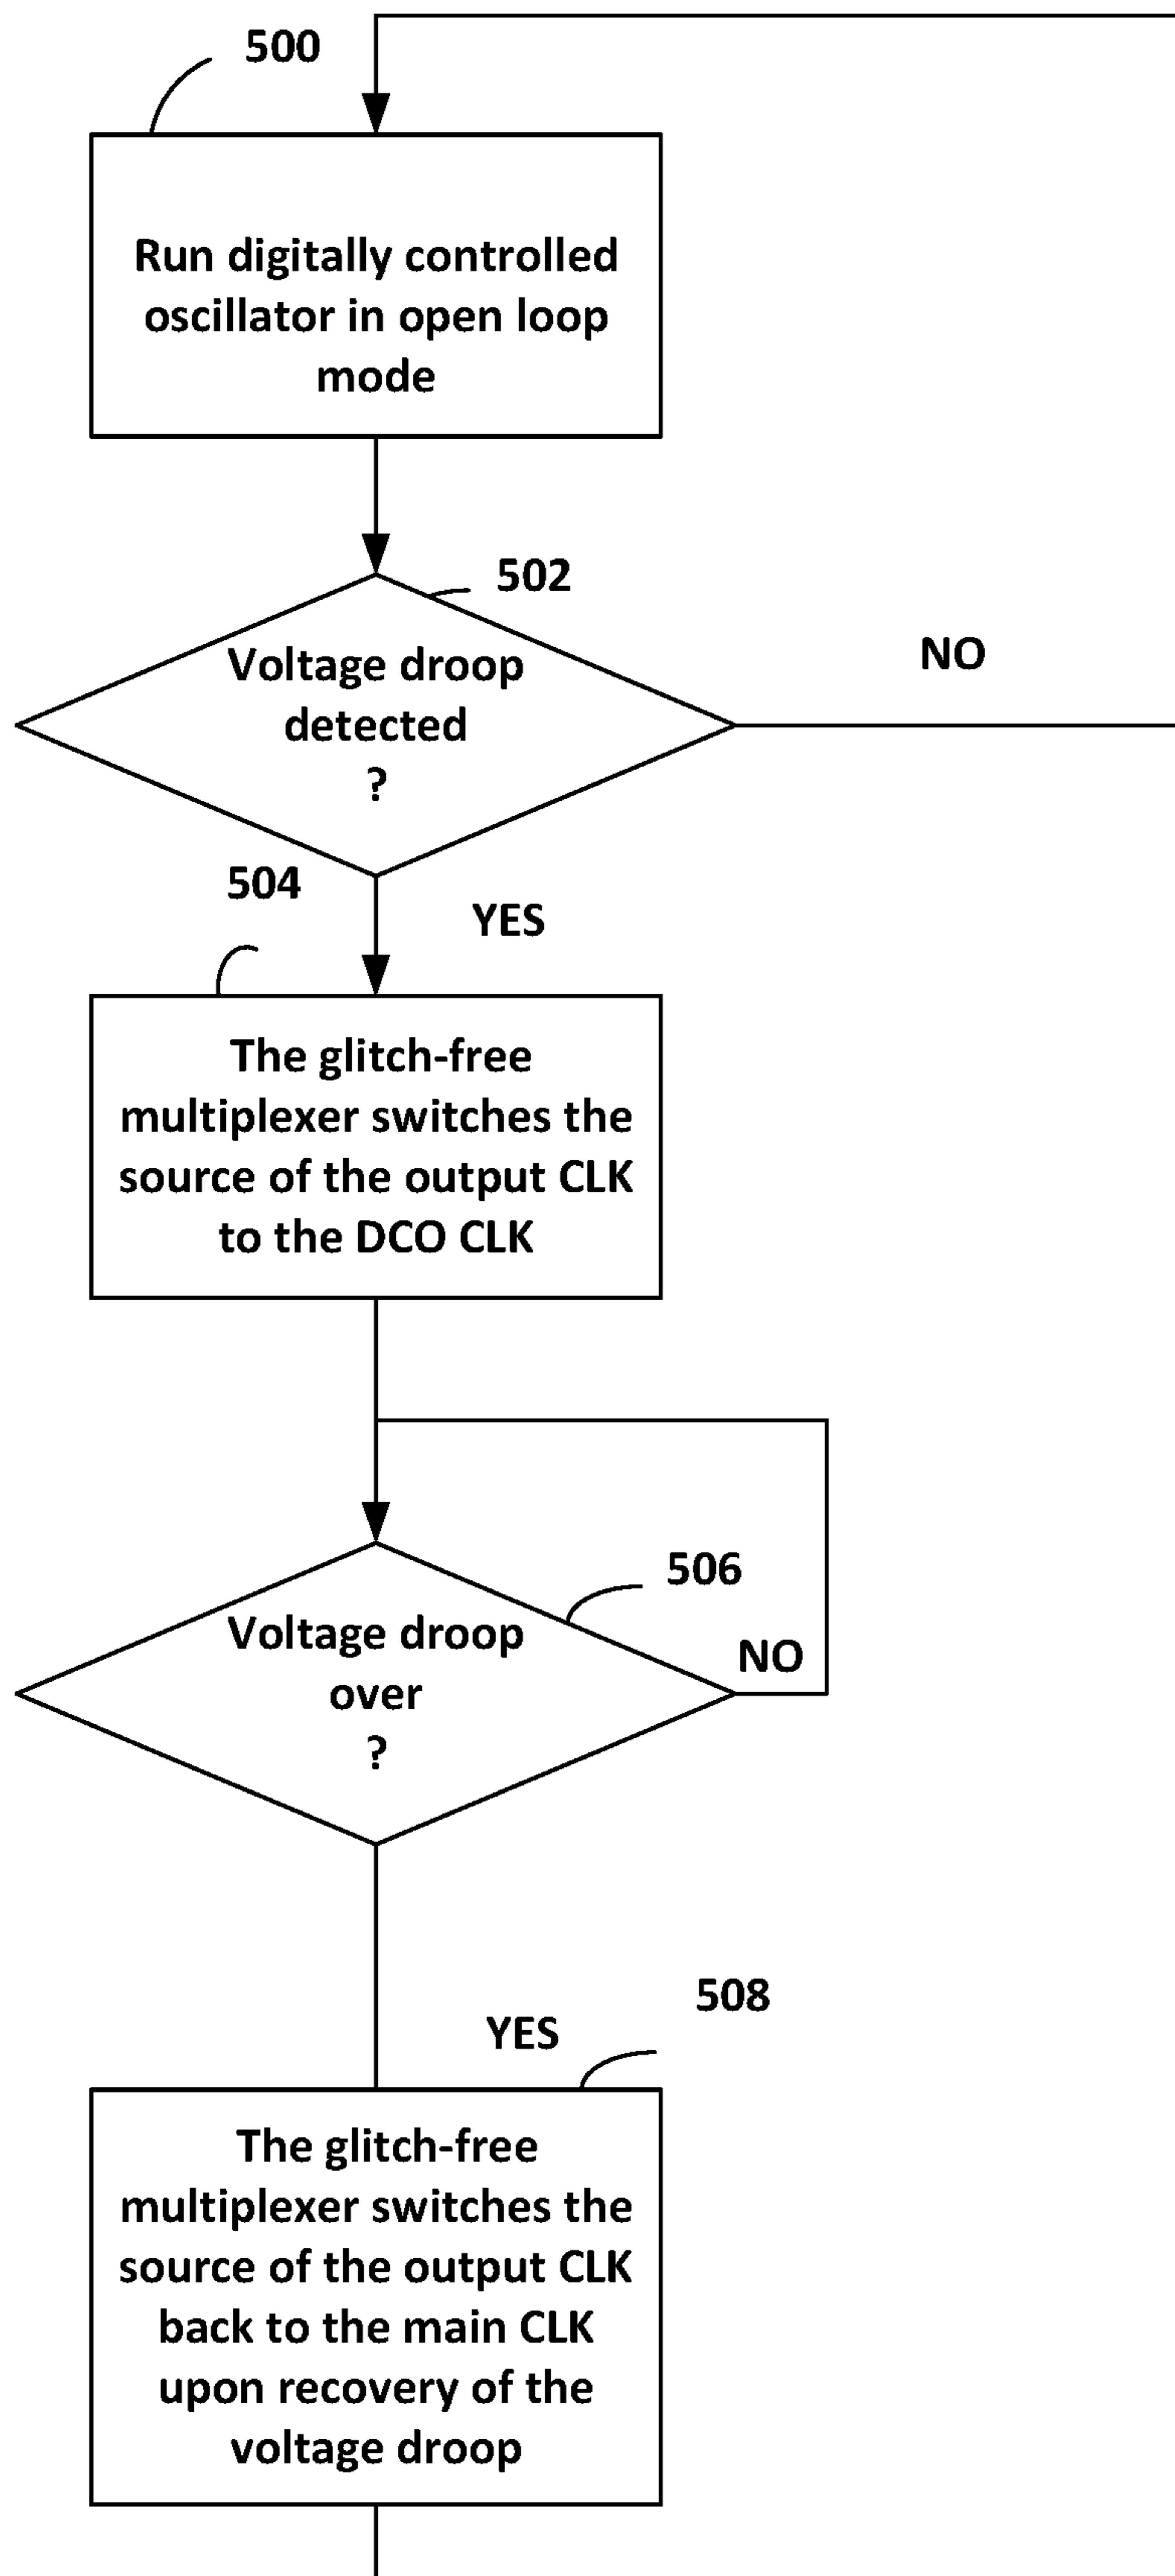 500
Run digitally controlled
oscillator in open loop
mode
502
Voltage droop
detected
?
NO
504
YES
The glitch-free
multiplexer switches the
source of the output CLK
to the DCO CLK
506
Voltage droop
over
?
NO
508
YES
The glitch-free
multiplexer switches the
source of the output CLK
back to the main CLK
upon recovery of the
voltage droop